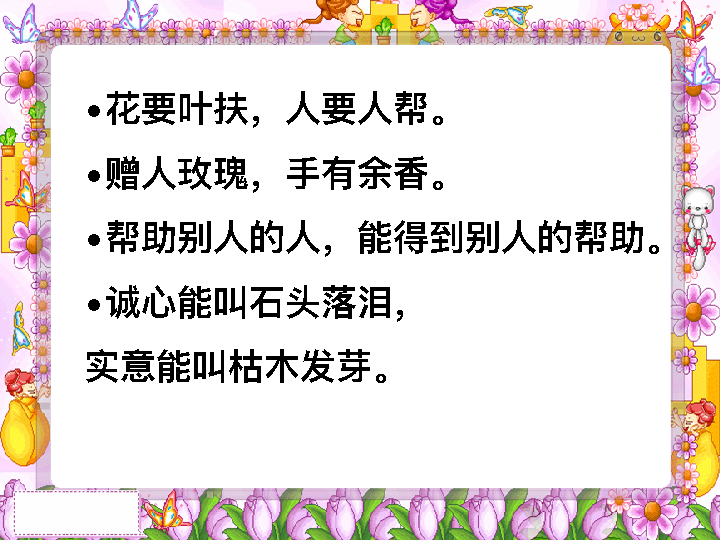 •花要叶扶，人要人帮。
•赠人玫瑰，手有余香。
•帮助别人的人，能得到别人的帮助。
•诚心能叫石头落泪，
实意能叫枯木发芽。